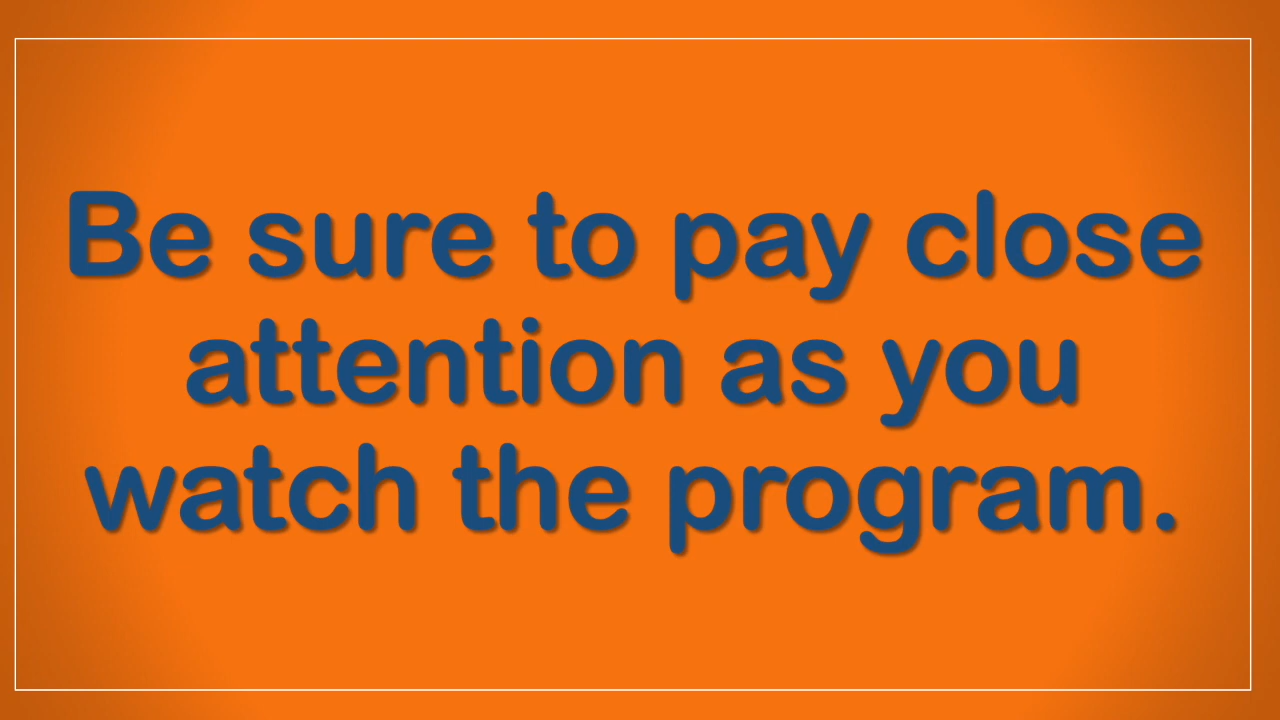 Be sure to pay close
attention as you
watch the program.